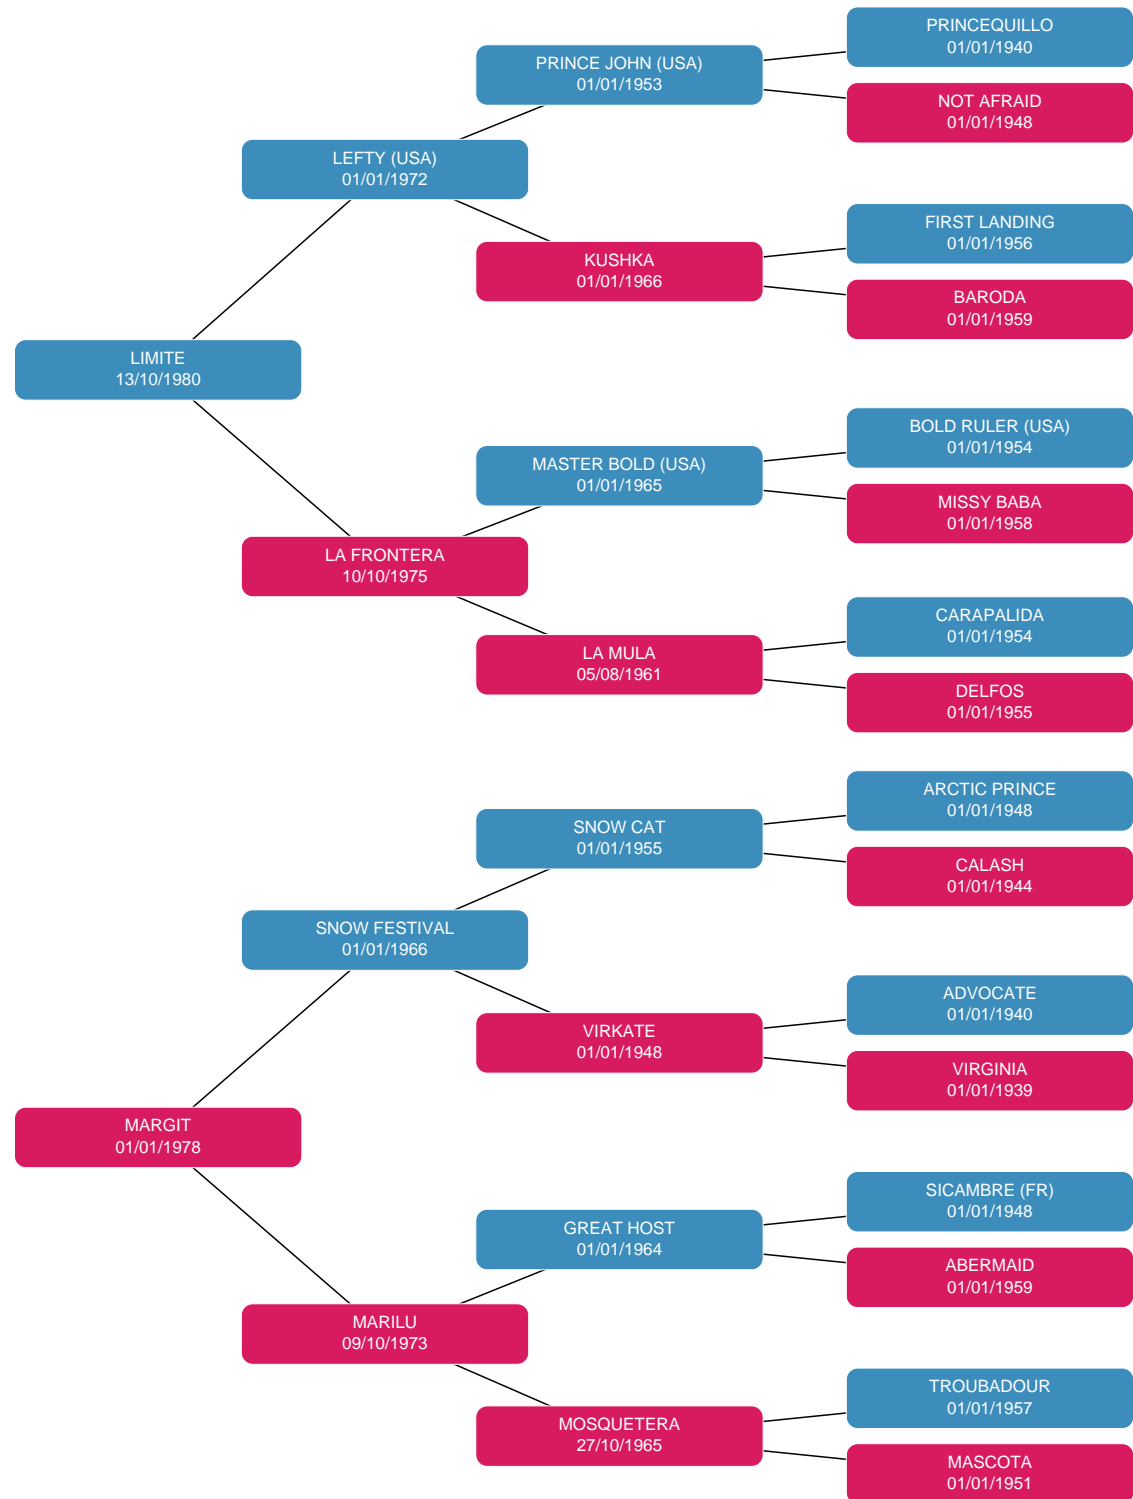 PRINCEQUILLO
01/01/1940
PRINCE JOHN (USA)
01/01/1953
NOT AFRAID
01/01/1948
LEFTY (USA)
01/01/1972
FIRST LANDING
01/01/1956
KUSHKA
01/01/1966
BARODA
01/01/1959
LIMITE
13/10/1980
BOLD RULER (USA)
01/01/1954
MASTER BOLD (USA)
01/01/1965
MISSY BABA
01/01/1958
LA FRONTERA
10/10/1975
CARAPALIDA
01/01/1954
LA MULA
05/08/1961
DELFOS
01/01/1955
ARCTIC PRINCE
01/01/1948
SNOW CAT
01/01/1955
CALASH
01/01/1944
SNOW FESTIVAL
01/01/1966
ADVOCATE
01/01/1940
VIRKATE
01/01/1948
VIRGINIA
01/01/1939
MARGIT
01/01/1978
SICAMBRE (FR)
01/01/1948
GREAT HOST
01/01/1964
ABERMAID
01/01/1959
MARILU
09/10/1973
TROUBADOUR
01/01/1957
MOSQUETERA
27/10/1965
MASCOTA
01/01/1951